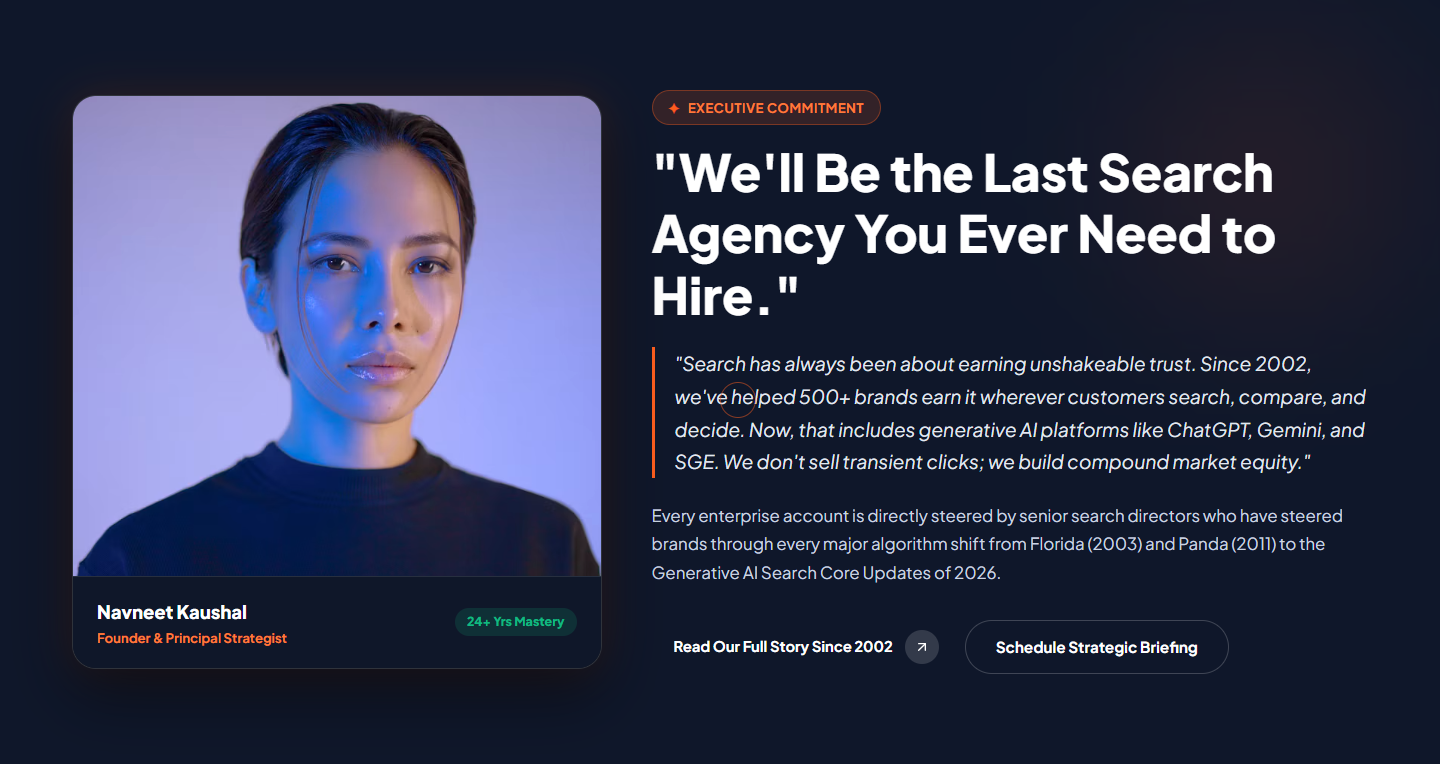 EXECUTIVE COMMITMENT
"We'll Be the Last Search
Agency You Ever Need to
Hire."
"Search has always been about earning unshakeable trust. Since 2002,
we've helped 500+ brands earn it wherever customers search, compare, and
decide. Now, that includes generative AI platforms like ChatGPT, Gemini, and
SGE. We don't sell transient clicks; we build compound market equity."
Every enterprise account is directly steered by senior search directors who have steered
brands through every major algorithm shift from Florida (2003) and Panda (2011) to the
Generative AI Search Core Updates of 2026.
Navneet Kaushal
Founder & Principal Strategist
24+ Yrs Mastery
Read Our Full Story Since 2002
Schedule Strategic Briefing